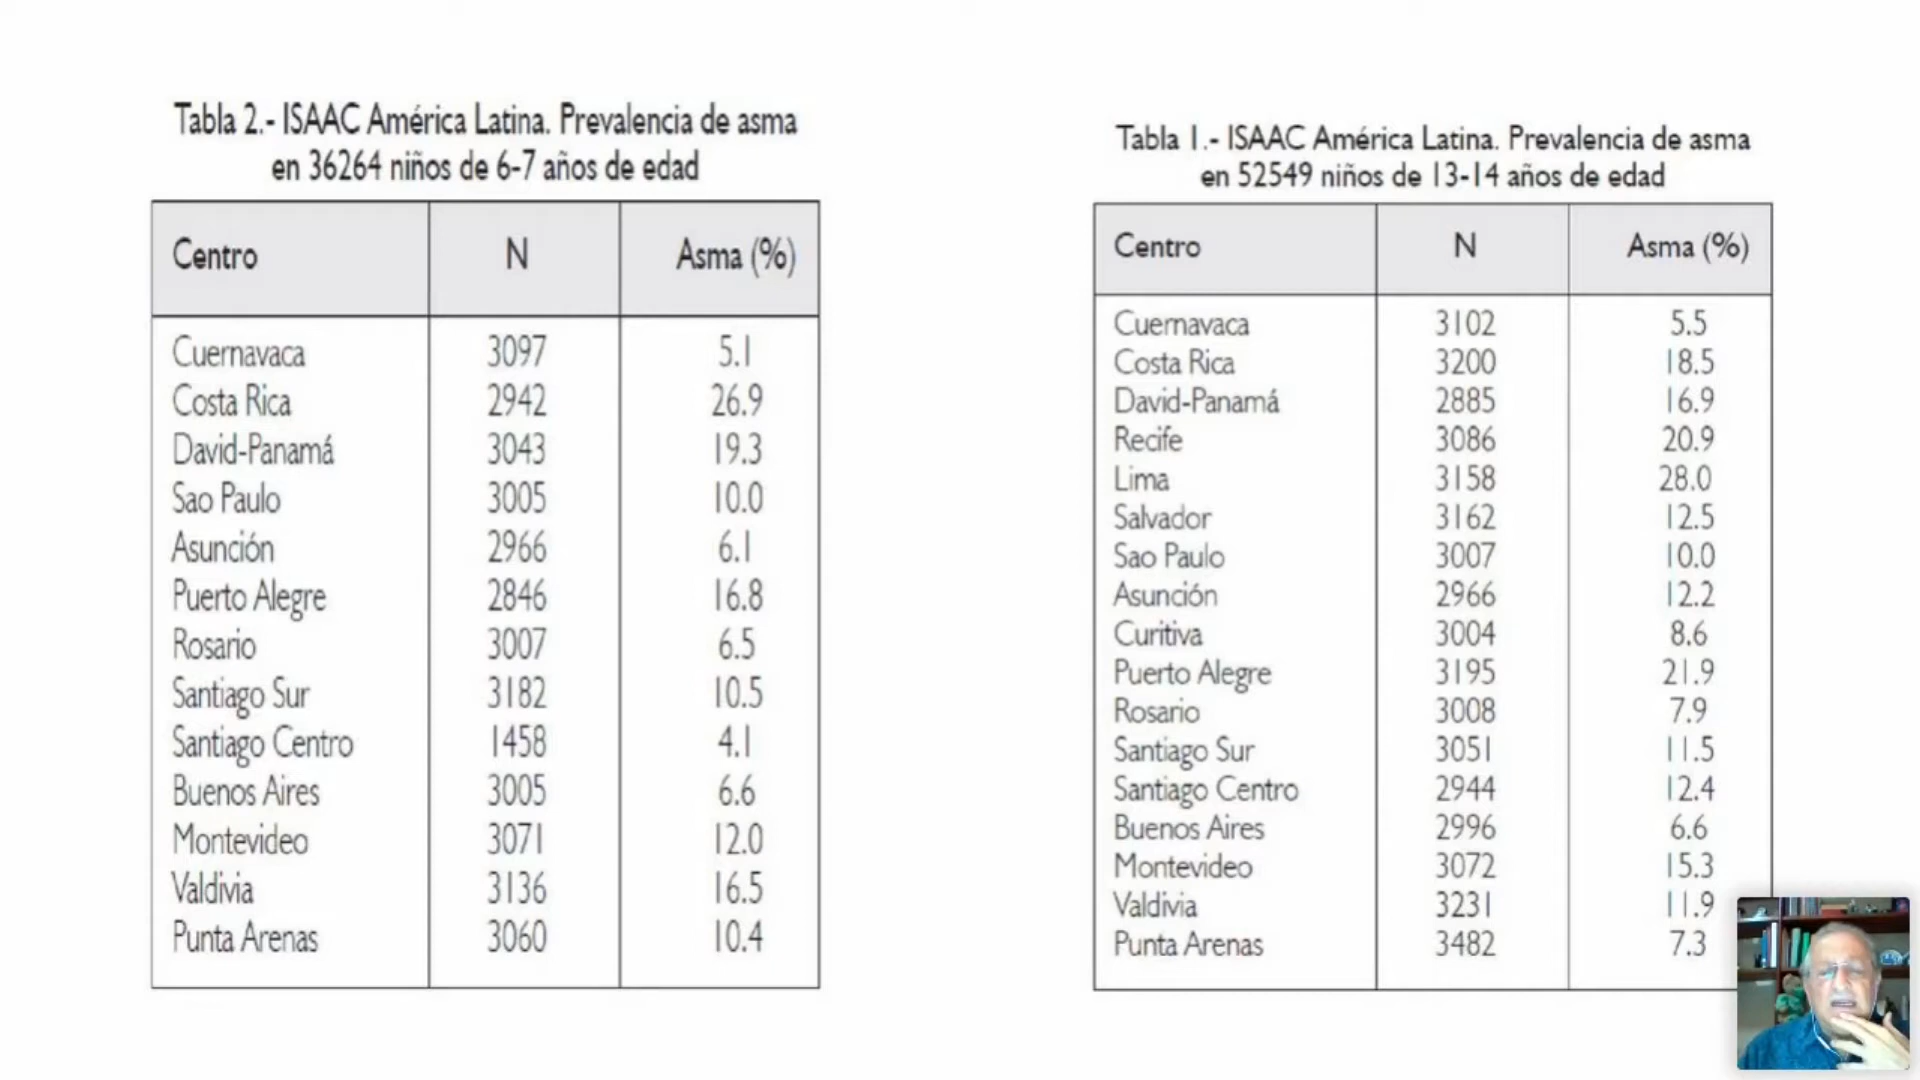 Tabla 2.- ISAAC América Latina. Prevalencia de asma
en 36264 niños de 6-7 años de edad
Centro N Asma (%)
Cuernavaca 3097 5.1
Costa Rica 2942 26.9
David-Panamá 3043 19.3
Sao Paulo 3005 10.0
Asunción 2966 6.1
Puerto Alegre 2846 16.8
Rosario 3007 6.5
Santiago Sur 3182 10.5
Santiago Centro 1458 4.1
Buenos Aires 3005 6.6
Montevideo 3071 12.0
Valdivia 3136 16.5
Punta Arenas 3060 10.4
Tabla 1.- ISAAC América Latina. Prevalencia de asma
en 52549 niños de 13-14 años de edad
Centro N Asma (%)
Cuernavaca 3102 5.5
Costa Rica 3200 18.5
David-Panamá 2885 16.9
Recife 3086 20.9
Lima 3158 28.0
Salvador 3162 12.5
Sao Paulo 3007 10.0
Asunción 2966 12.2
Curitiva 3004 8.6
Puerto Alegre 3195 21.9
Rosario 3008 7.9
Santiago Sur 3051 11.5
Santiago Centro 2944 12.4
Buenos Aires 2996 6.6
Montevideo 3072 15.3
Valdivia 3231 11.9
Punta Arenas 3482 7.3